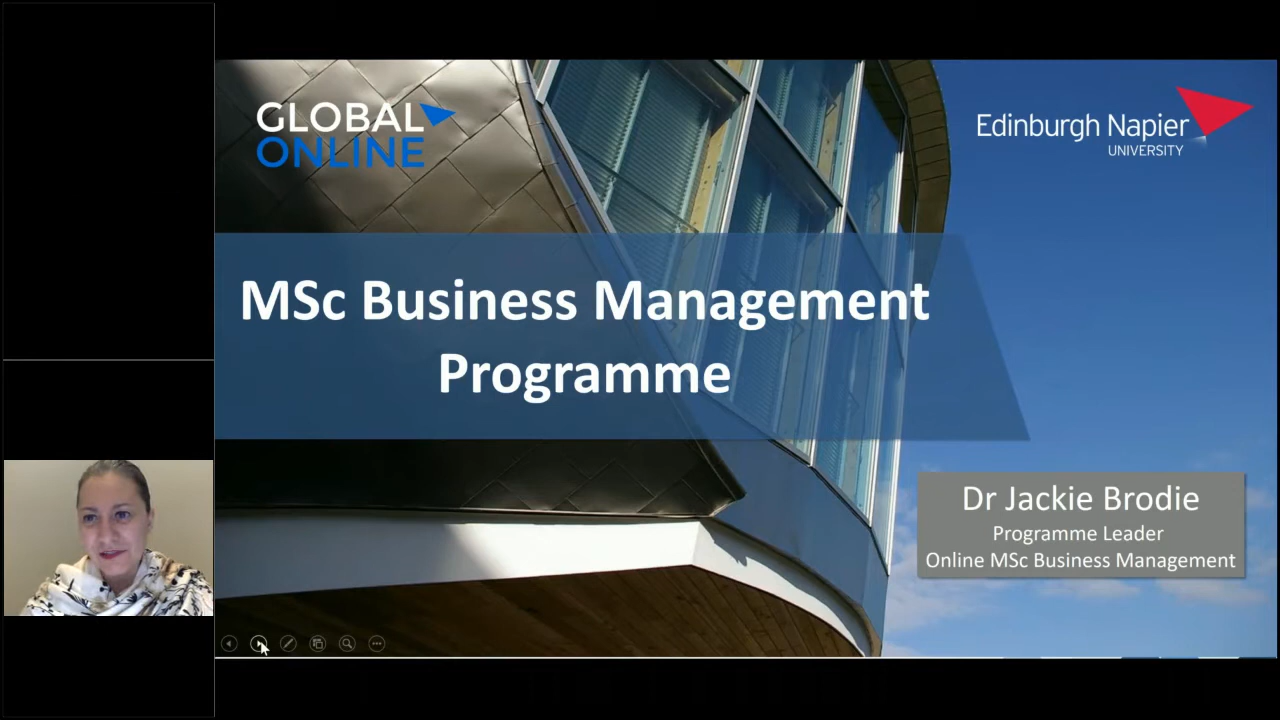 GLOBAL
ONLINE
Edinburgh Napier
UNIVERSITY
MSc Business Management
Programme
Dr Jackie Brodie
Programme Leader
Online MSc Business Management